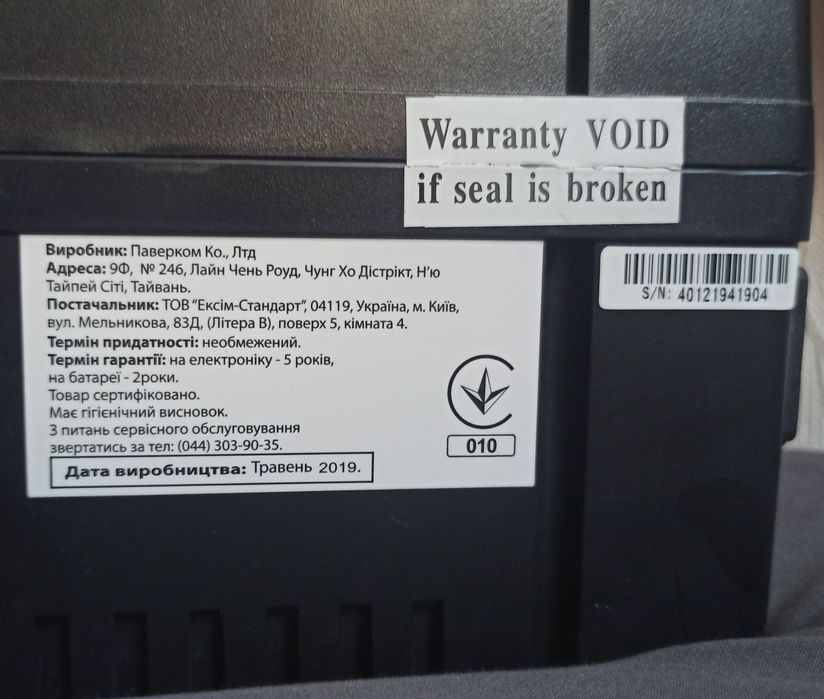 Warranty VOID
if seal is broken
Виробник: Паверком Ко., Лтд
Адреса: 9Ф, № 246, Лайн Чень Роуд, Чунг Хо Дістрікт, Н'ю
Тайпей Сіті, Тайвань.
Постачальник: ТОВ "Ексім-Стандарт", 04119, Україна, м. Київ,
вул. Мельникова, 83Д, (Літера В), поверх 5, кімната 4.
Термін придатності: необмежений.
Термін гарантії: на електроніку - 5 років,
на батареї - 2роки.
Товар сертифіковано.
Має гігієнічний висновок.
З питань сервісного обслуговування
звертатись за тел: (044) 303-90-35.
Дата виробництва: Травень 2019.
010
S/N: 40121941904